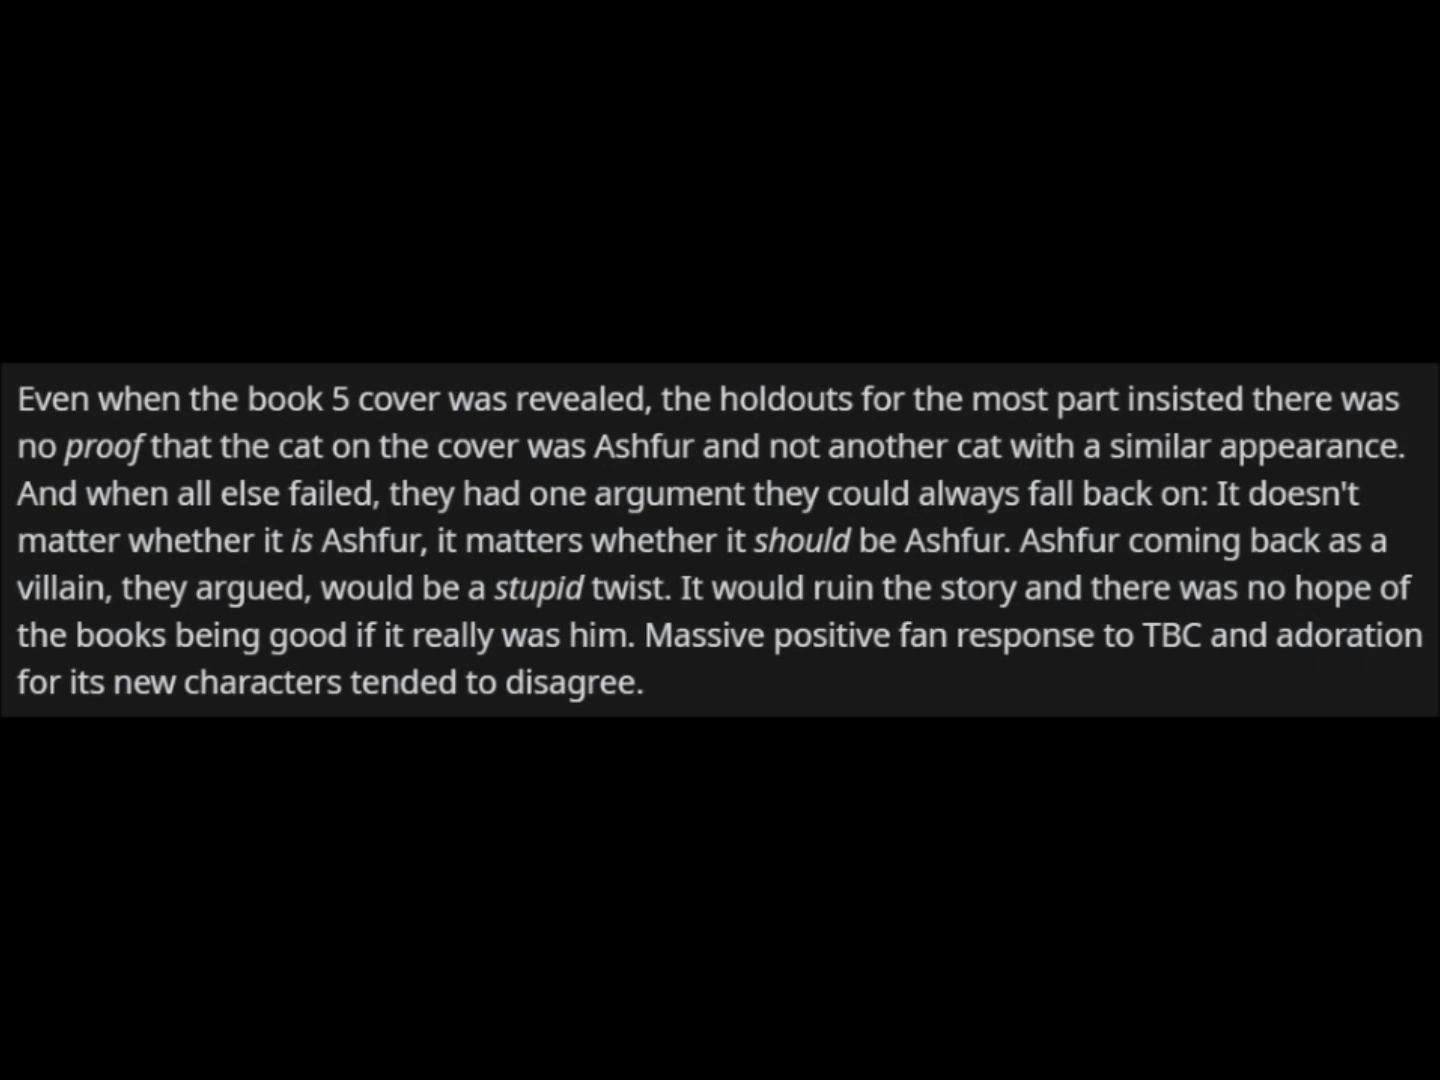 Even when the book 5 cover was revealed, the holdouts for the most part insisted there was
no proof that the cat on the cover was Ashfur and not another cat with a similar appearance.
And when all else failed, they had one argument they could always fall back on: It doesn't
matter whether it is Ashfur, it matters whether it should be Ashfur. Ashfur coming back as a
villain, they argued, would be a stupid twist. It would ruin the story and there was no hope of
the books being good if it really was him. Massive positive fan response to TBC and adoration
for its new characters tended to disagree.